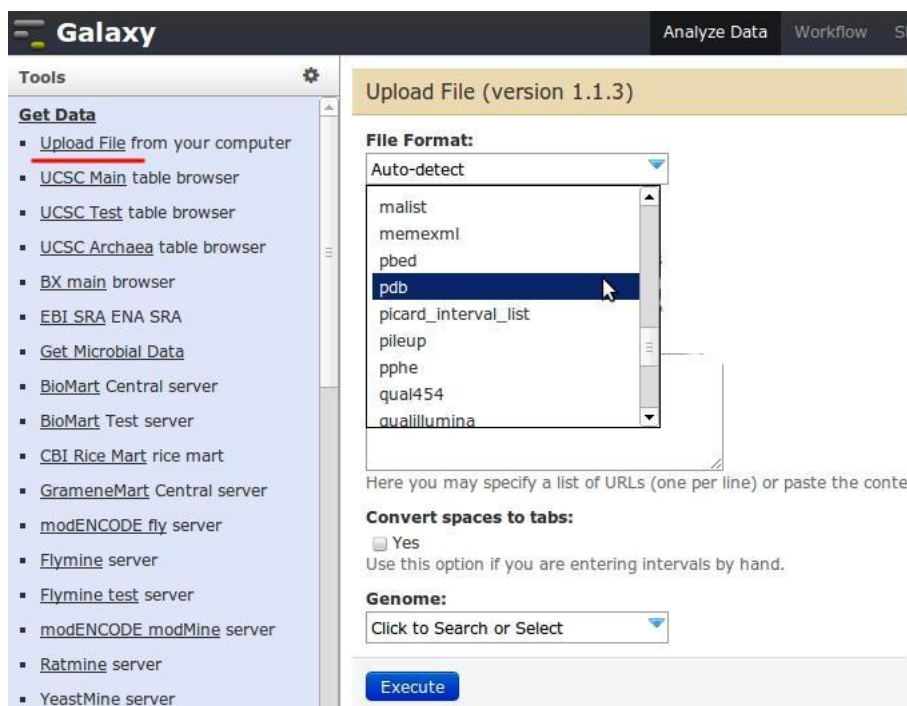 Galaxy
Analyze Data Workflow
Tools
Get Data
Upload File from your computer
UCSC Main table browser
UCSC Test table browser
UCSC Archaea table browser
BX main browser
EBI SRA ENA SRA
Get Microbial Data
BioMart Central server
BioMart Test server
CBI Rice Mart rice mart
GrameneMart Central server
modENCODE fly server
Flymine server
Flymine test server
modENCODE modMine server
Ratmine server
YeastMine server
Upload File (version 1.1.3)
File Format:
Auto-detect
malist
memexml
pbed
pdb
picard_interval_list
pileup
pphe
qual454
qualillumina
Here you may specify a list of URLs (one per line) or paste the conte
Convert spaces to tabs:
Yes
Use this option if you are entering intervals by hand.
Genome:
Click to Search or Select
Execute